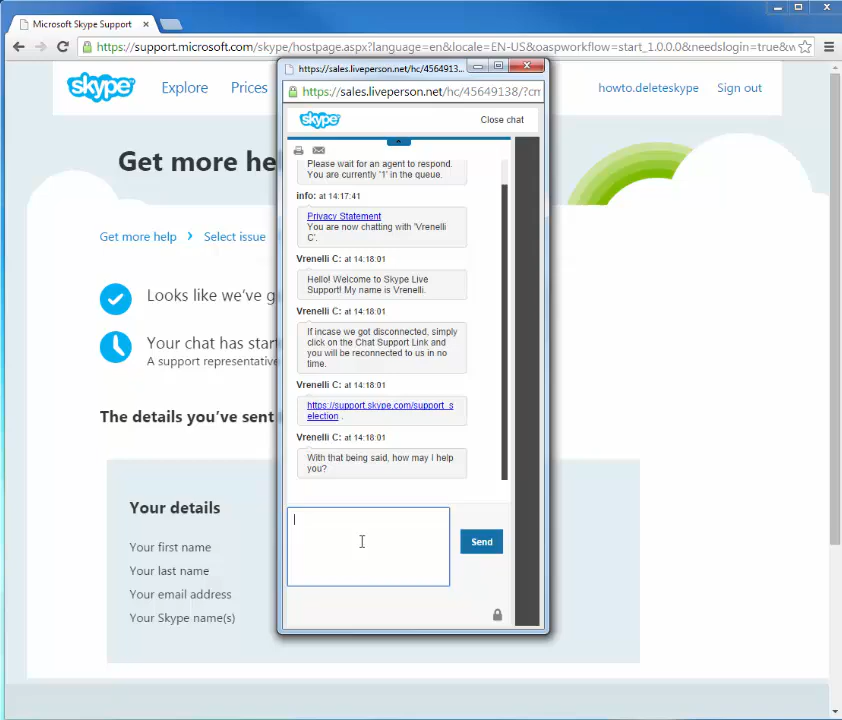 Microsoft Skype Support
https://support.microsoft.com/skype/hostpage.aspx?language=en&locale=EN-US&oaspworkflow=start_1.0.0.0&needslogin=true&w
skype
Explore
Prices
howto.deleteskype
Sign out
Get more he
Get more help
Select issue
Looks like we've g
Your chat has start
A support representative
The details you've sent
Your details
Your first name
Your last name
Your email address
Your Skype name(s)
https://sales.liveperson.net/hc/4564913...
https://sales.liveperson.net/hc/45649138/?cm
skype
Close chat
Please wait for an agent to respond.
You are currently '1' in the queue.
info: at 14:17:41
Privacy Statement
You are now chatting with 'Vrenelli
C'.
Vrenelli C: at 14:18:01
Hello! Welcome to Skype Live
Support! My name is Vrenelli.
Vrenelli C: at 14:18:01
If incase we got disconnected, simply
click on the Chat Support Link and
you will be reconnected to us in no
time.
Vrenelli C: at 14:18:01
https://support.skype.com/support_s
election .
Vrenelli C: at 14:18:01
With that being said, how may I help
you?
Send